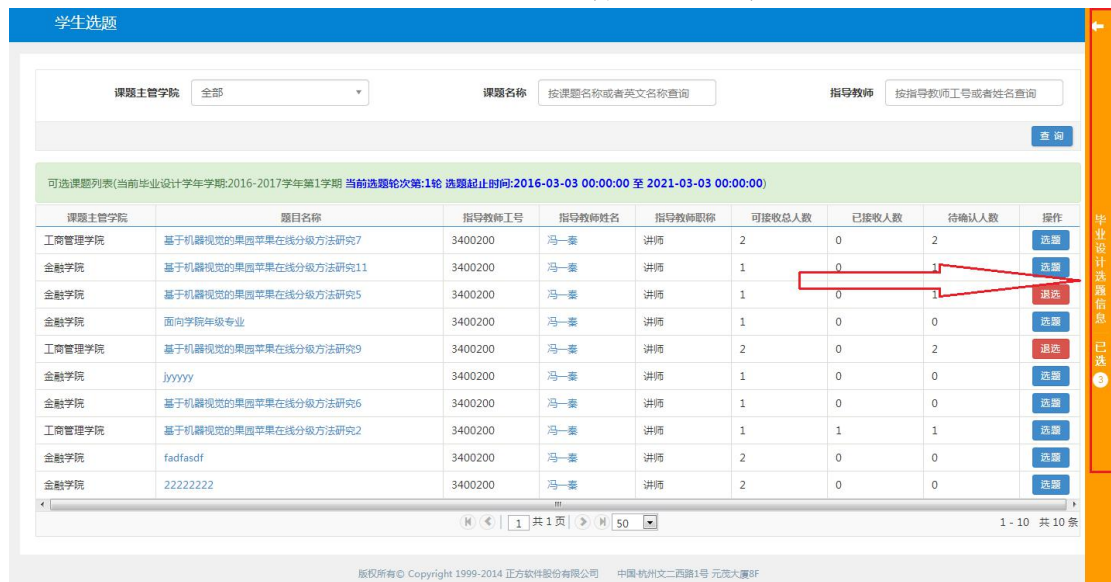 学生选题
课题主管学院 全部 课题名称 按课题名称或者英文名称查询 指导教师 按指导教师工号或者姓名查询
查 询
可选课题列表(当前毕业设计学年学期:2016-2017学年第1学期 当前选题轮次第:1轮 选题起止时间:2016-03-03 00:00:00 至 2021-03-03 00:00:00)
课题主管学院 题目名称 指导教师工号 指导教师姓名 指导教师职称 可接收总人数 已接收人数 待确认人数 操作
工商管理学院 基于机器视觉的果园苹果在线分级方法研究7 3400200 冯一秦 讲师 2 0 2 选题
金融学院 基于机器视觉的果园苹果在线分级方法研究11 3400200 冯一秦 讲师 1 0 1 选题
金融学院 基于机器视觉的果园苹果在线分级方法研究5 3400200 冯一秦 讲师 1 0 1 退选
金融学院 面向学院年级专业 3400200 冯一秦 讲师 1 0 0 选题
工商管理学院 基于机器视觉的果园苹果在线分级方法研究9 3400200 冯一秦 讲师 2 0 2 退选
金融学院 jyyyyy 3400200 冯一秦 讲师 1 0 0 选题
金融学院 基于机器视觉的果园苹果在线分级方法研究6 3400200 冯一秦 讲师 1 0 0 选题
工商管理学院 基于机器视觉的果园苹果在线分级方法研究2 3400200 冯一秦 讲师 1 1 1 选题
金融学院 fadfasdf 3400200 冯一秦 讲师 2 0 0 选题
金融学院 22222222 3400200 冯一秦 讲师 2 0 0 选题
1 共 1 页 50 1 - 10 共 10 条
毕业设计选题信息 已选 3
版权所有© Copyright 1999-2014 正方软件股份有限公司 中国·杭州文二西路1号 元茂大厦8F